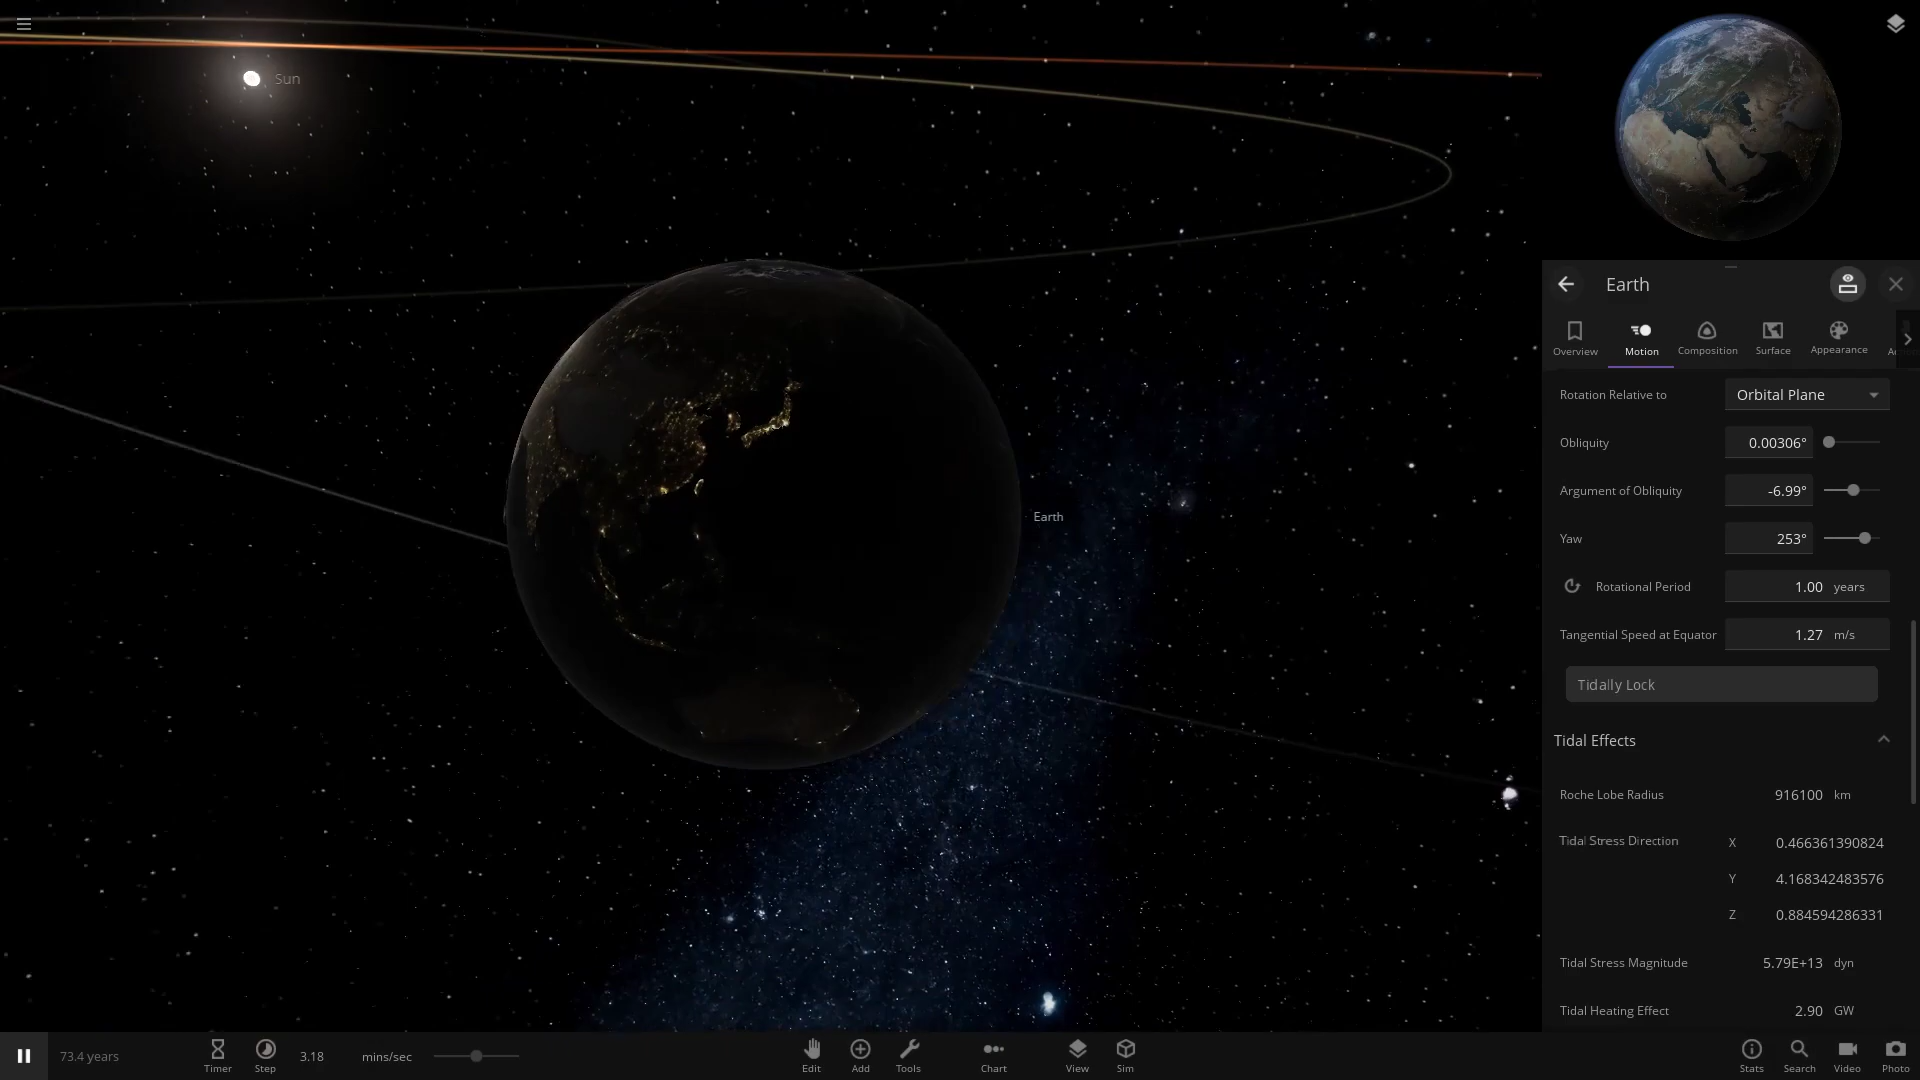 Sun
Earth
Earth
Overview
Motion
Composition
Surface
Appearance
Rotation Relative to Orbital Plane
Obliquity 0.00306°
Argument of Obliquity -6.99°
Yaw 253°
Rotational Period 1.00 years
Tangential Speed at Equator 1.27 m/s
Tidally Lock
Tidal Effects
Roche Lobe Radius 916100 km
Tidal Stress Direction X 0.466361390824
Y 4.168342483576
Z 0.884594286331
Tidal Stress Magnitude 5.79E+13 dyn
Tidal Heating Effect 2.90 GW
73.4 years
Timer
Step
3.18 mins/sec
Edit
Add
Tools
Chart
View
Sim
Stats
Search
Video
Photo